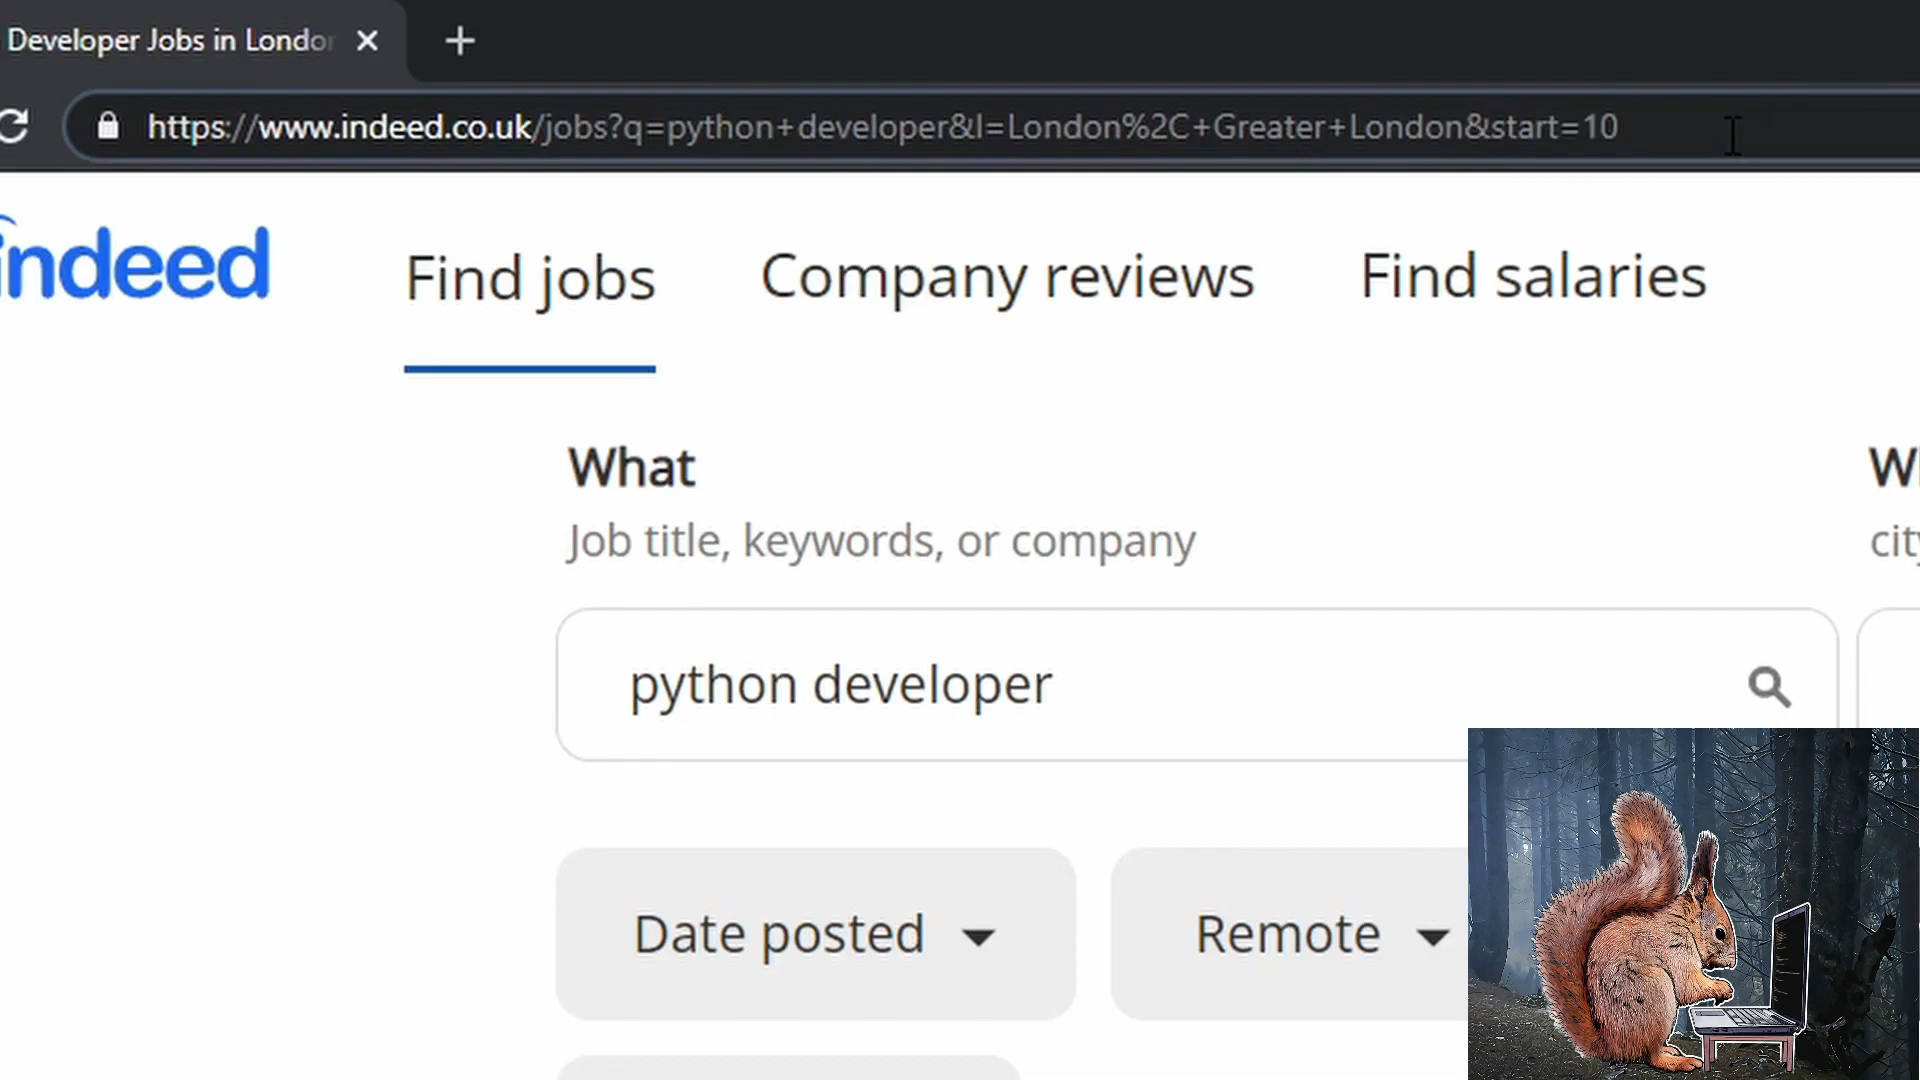 Developer Jobs in London
https://www.indeed.co.uk/jobs?q=python+developer&l=London%2C+Greater+London&start=10
indeed
Find jobs
Company reviews
Find salaries
What
Job title, keywords, or company
python developer
Date posted
Remote